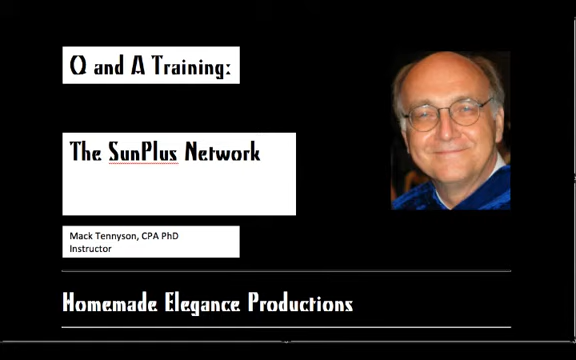 Q and A Training:
The SunPlus Network
Mack Tennyson, CPA PhD
Instructor
Homemade Elegance Productions